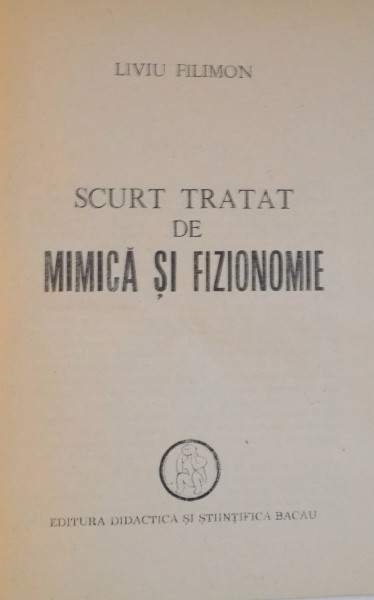 LIVIU FILIMON
SCURT TRATAT
DE
MIMICĂ ȘI FIZIONOMIE
EDITURA DIDACTICA ȘI ȘTIINȚIFICA BACAU